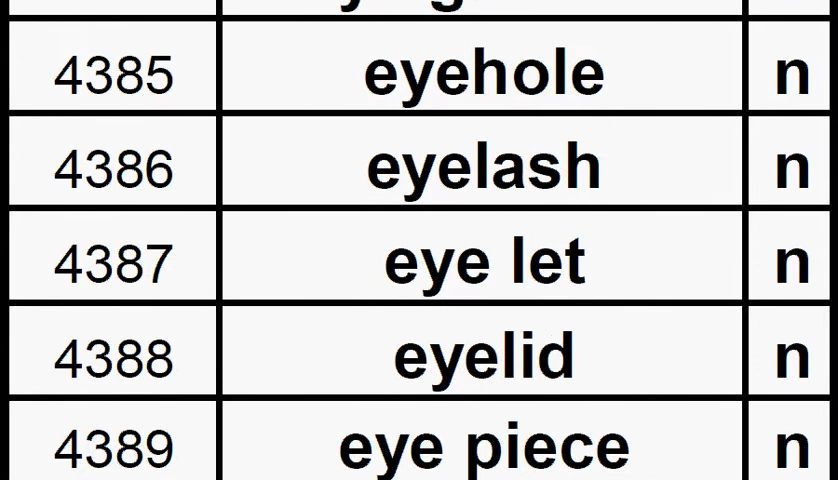 4385 eyehole n
4386 eyelash n
4387 eye let n
4388 eyelid n
4389 eye piece n